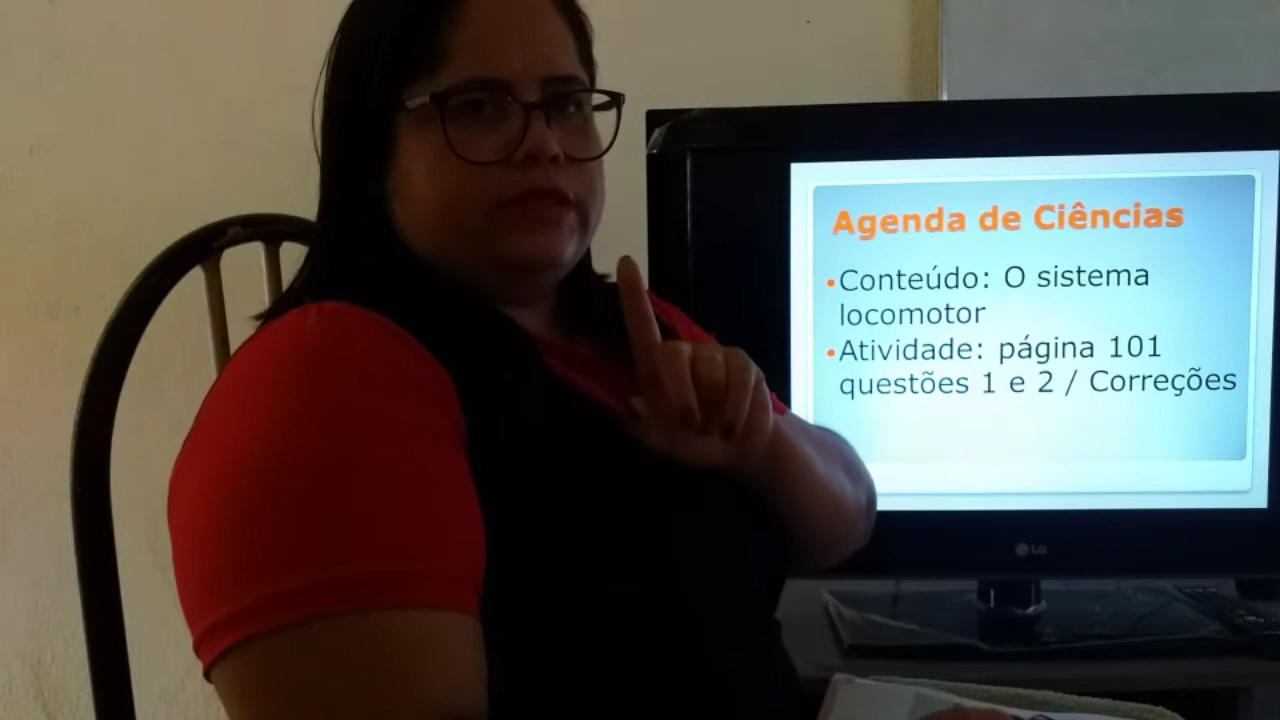 Agenda de Ciências
•Conteúdo: O sistema
locomotor
•Atividade: página 101
questões 1 e 2 / Correções
LG